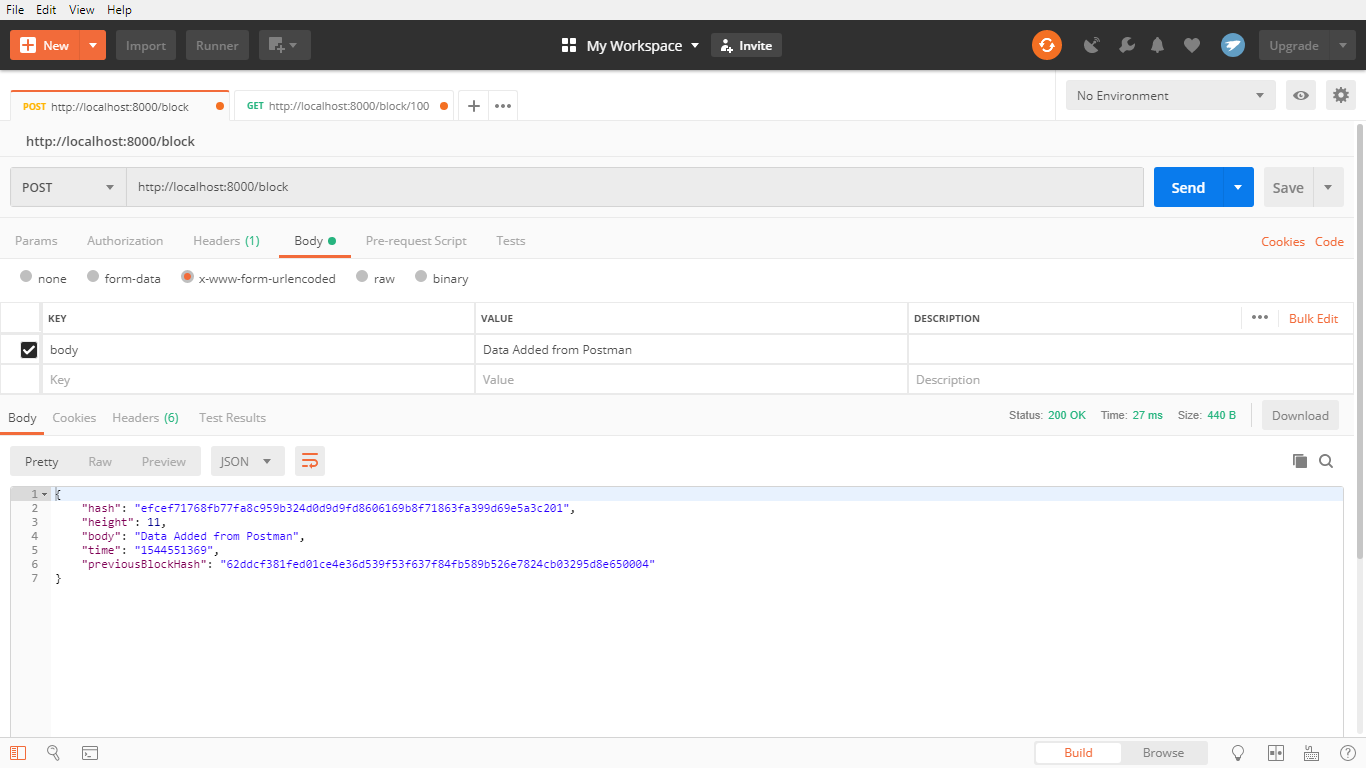 File Edit View Help
New Import Runner My Workspace Invite Upgrade
POST http://localhost:8000/block GET http://localhost:8000/block/100 No Environment
http://localhost:8000/block
POST http://localhost:8000/block Send Save
Params Authorization Headers (1) Body Pre-request Script Tests Cookies Code
none form-data x-www-form-urlencoded raw binary
KEY VALUE DESCRIPTION Bulk Edit
body Data Added from Postman
Key Value Description
Body Cookies Headers (6) Test Results Status: 200 OK Time: 27 ms Size: 440 B Download
Pretty Raw Preview JSON
1 {
2 "hash": "efcef71768fb77fa8c959b324d0d9d9fd8606169b8f71863fa399d69e5a3c201",
3 "height": 11,
4 "body": "Data Added from Postman",
5 "time": "1544551369",
6 "previousBlockHash": "62ddcf381fed01ce4e36d539f53f637f84fb589b526e7824cb03295d8e650004"
7 }
Build Browse